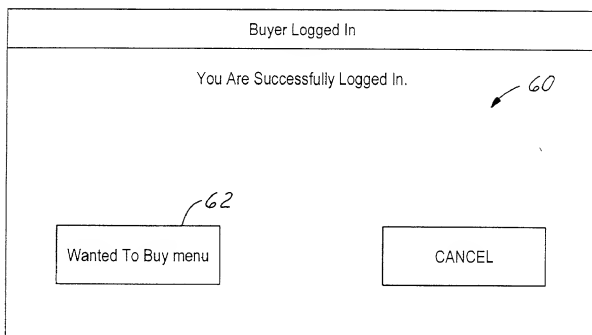 Buyer Logged In
You Are Successfully Logged In.
60
62
Wanted To Buy menu
CANCEL